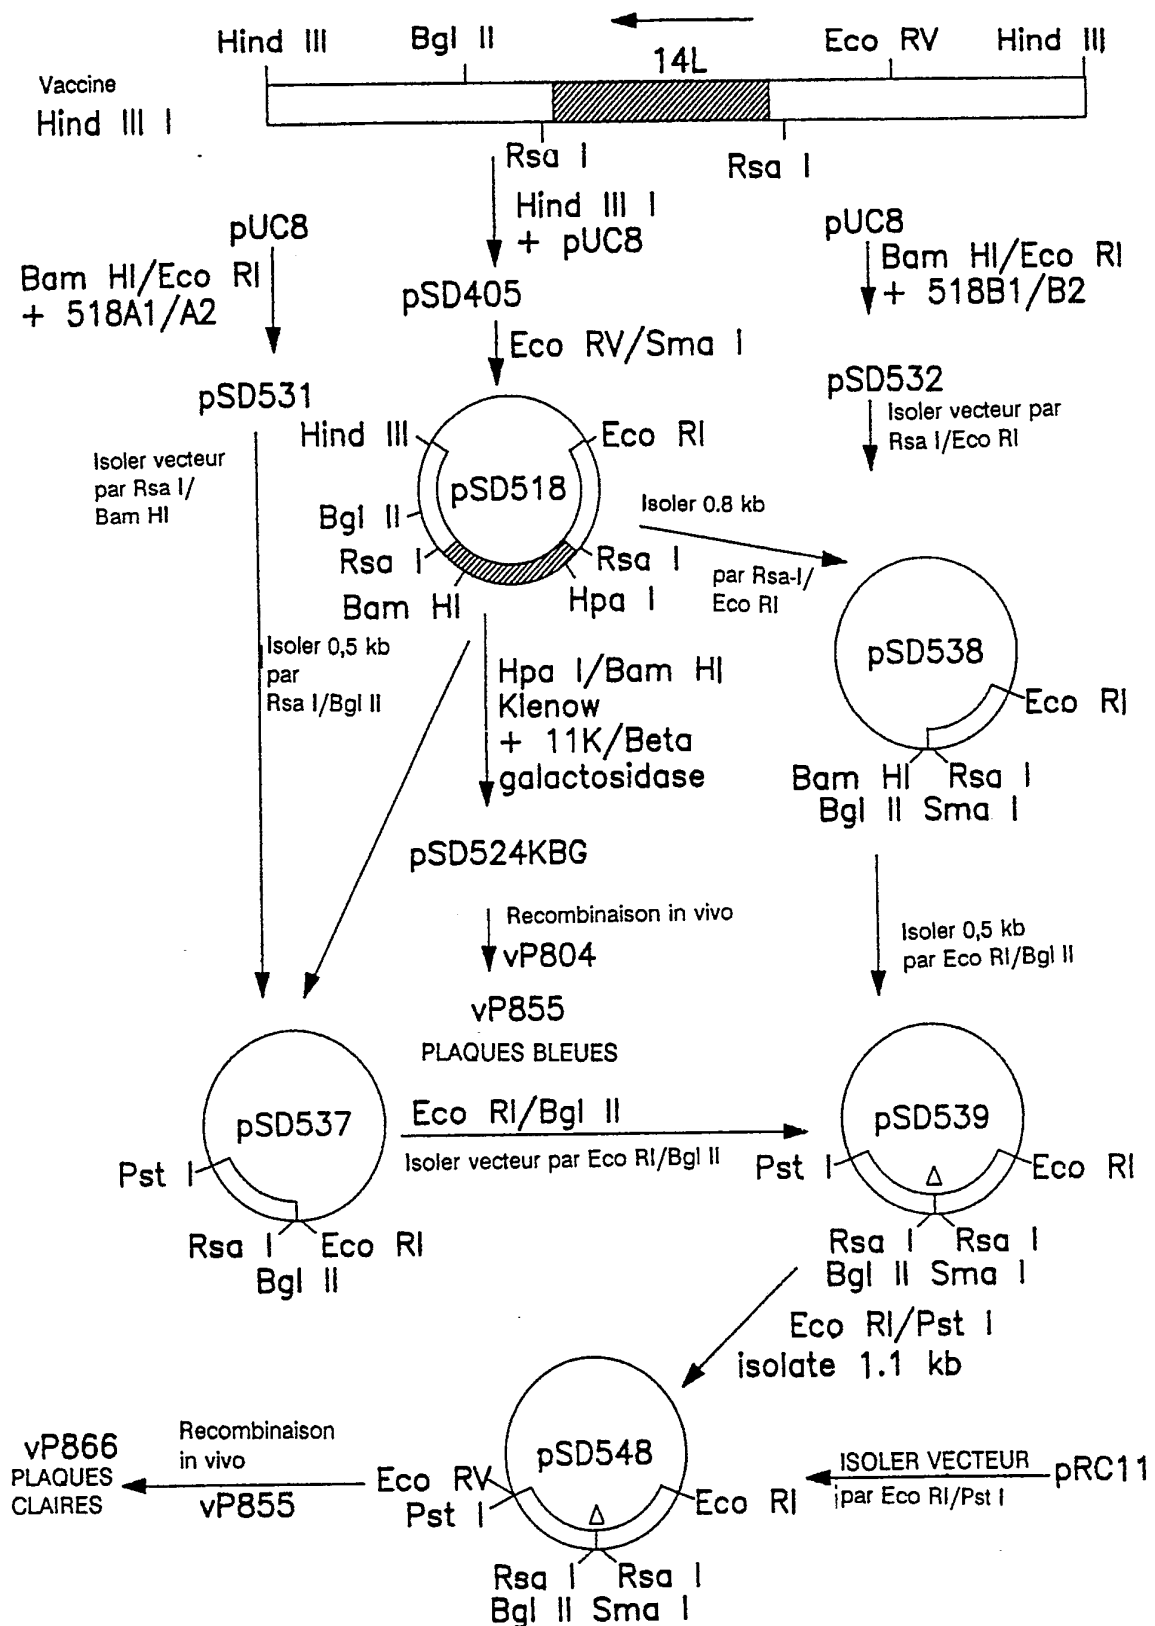 Hind III
Bgl II
14L
Eco RV
Hind III
Vaccine
Hind III I
Rsa I
Rsa I
Hind III I
+ pUC8
pUC8
Bam HI/Eco RI
+ 518A1/A2
pUC8
Bam HI/Eco RI
+ 518B1/B2
pSD405
Eco RV/Sma I
pSD531
pSD532
Isoler vecteur par
Rsa I/Eco RI
Isoler vecteur
par Rsa I/
Bam HI
Hind III
Eco RI
pSD518
Bgl II
Rsa I
Bam HI
Rsa I
Hpa I
Isoler 0.8 kb
par Rsa-I/
Eco RI
Isoler 0,5 kb
par
Rsa I/Bgl II
Hpa I/Bam HI
Klenow
+ 11K/Beta
galactosidase
pSD538
Eco RI
Bam HI
Rsa I
Bgl II
Sma I
pSD524KBG
Recombinaison in vivo
vP804
vP855
PLAQUES BLEUES
Isoler 0,5 kb
par Eco RI/Bgl II
pSD537
Pst I
Rsa I
Eco RI
Bgl II
Eco RI/Bgl II
Isoler vecteur par Eco RI/Bgl II
pSD539
Pst I
Eco RI
Δ
Rsa I
Rsa I
Bgl II
Sma I
Eco RI/Pst I
isolate 1.1 kb
pSD548
Eco RV
Pst I
Eco RI
Δ
Rsa I
Rsa I
Bgl II
Sma I
ISOLER VECTEUR
par Eco RI/Pst I
pRC11
Recombinaison
in vivo
vP855
vP866
PLAQUES
CLAIRES